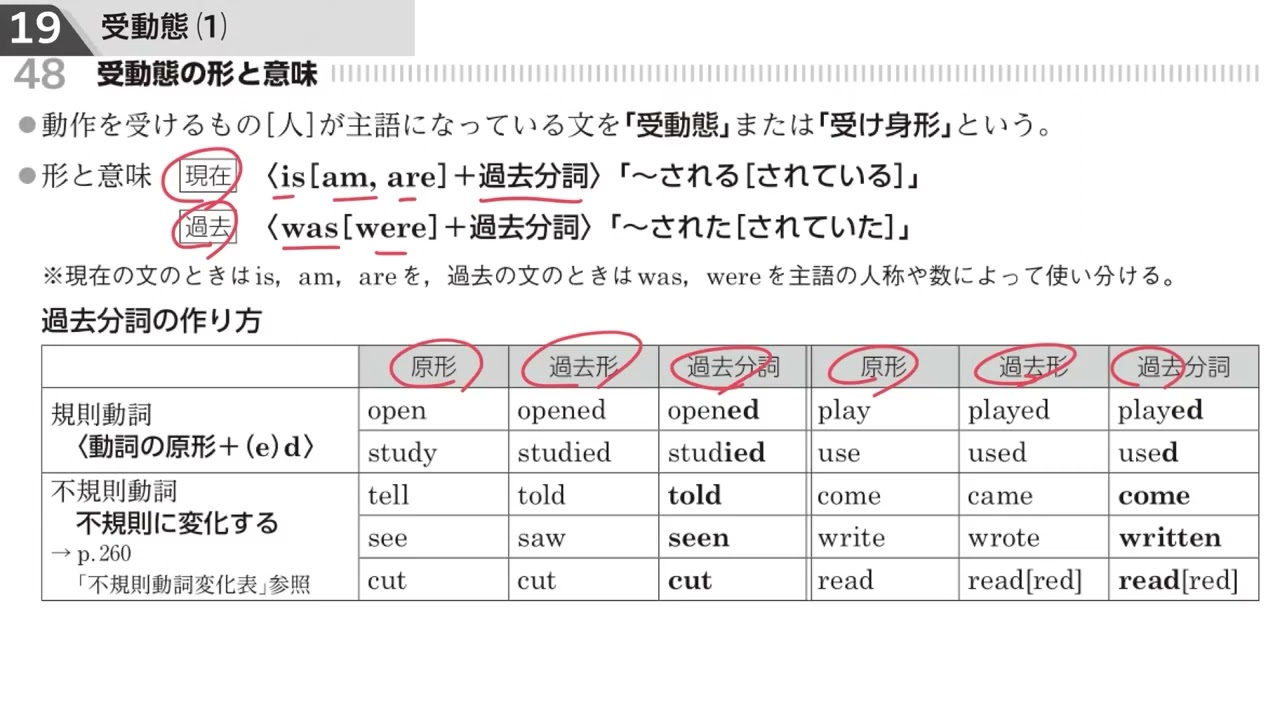 19 受動態(1)
48 受動態の形と意味
●動作を受けるもの[人]が主語になっている文を「受動態」または「受け身形」という。
●形と意味 現在 〈is[am, are]+過去分詞〉「～される[されている]」
過去 〈was[were]+過去分詞〉「～された[されていた]」
※現在の文のときはis, am, areを, 過去の文のときはwas, wereを主語の人称や数によって使い分ける。
過去分詞の作り方
原形 過去形 過去分詞 原形 過去形 過去分詞
規則動詞
〈動詞の原形+(e)d〉
open opened opened play played played
study studied studied use used used
不規則動詞
不規則に変化する
→p.260
「不規則動詞変化表」参照
tell told told come came come
see saw seen write wrote written
cut cut cut read read[red] read[red]